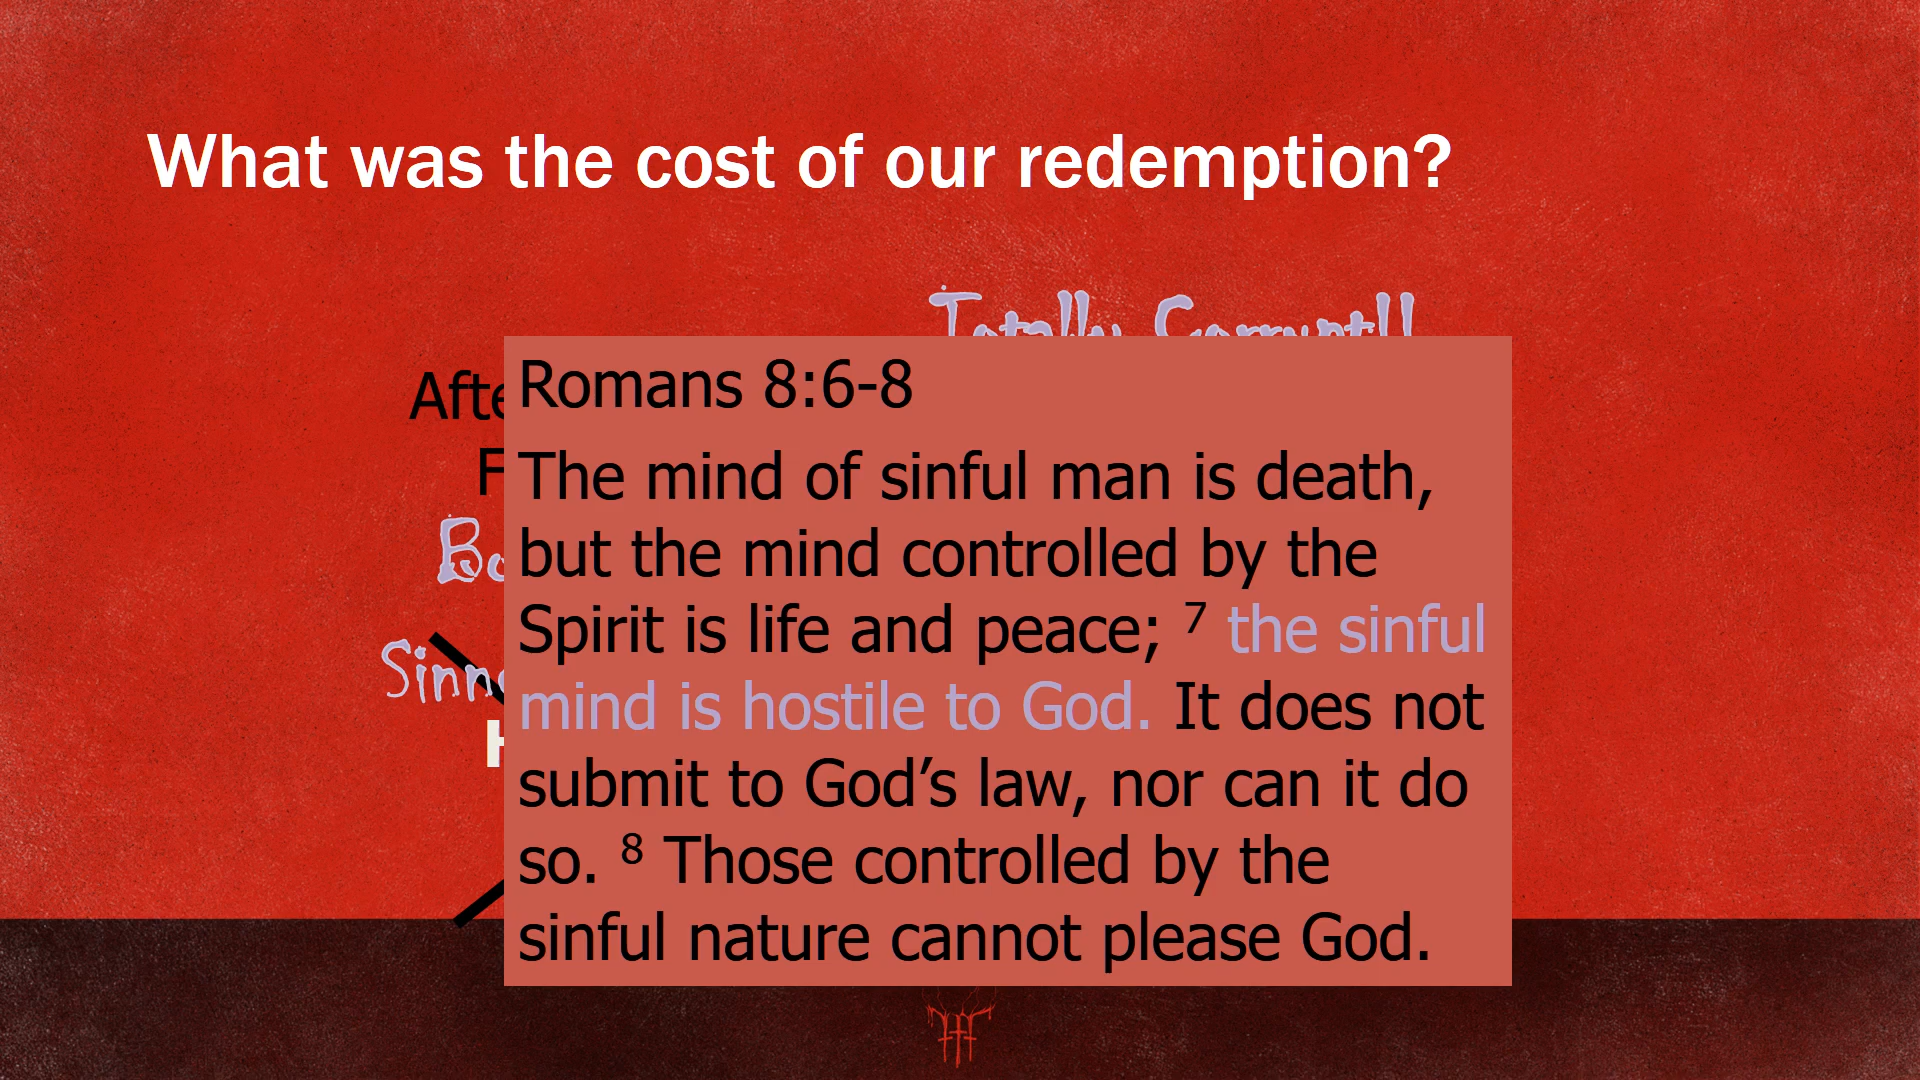 What was the cost of our redemption?
Totally Corrupt!!
Romans 8:6-8
The mind of sinful man is death,
but the mind controlled by the
Spirit is life and peace; ⁷ the sinful
mind is hostile to God. It does not
submit to God’s law, nor can it do
so. ⁸ Those controlled by the
sinful nature cannot please God.